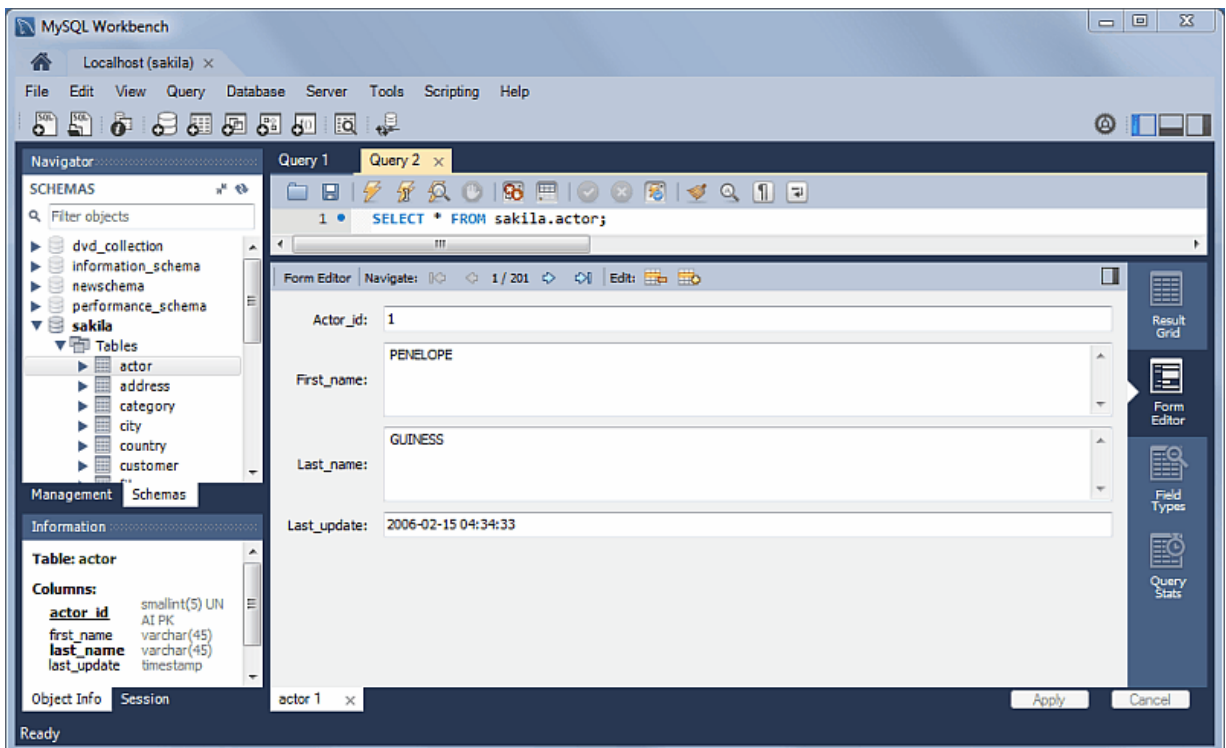 MySQL Workbench
Localhost (sakila)
File Edit View Query Database Server Tools Scripting Help
Navigator
SCHEMAS
Filter objects
dvd_collection
information_schema
newschema
performance_schema
sakila
Tables
actor
address
category
city
country
customer
Management Schemas
Information
Table: actor
Columns:
actor_id smallint(5) UN AI PK
first_name varchar(45)
last_name varchar(45)
last_update timestamp
Object Info Session
Query 1 Query 2
1 SELECT * FROM sakila.actor;
Form Editor Navigate: 1 / 201 Edit:
Actor_id: 1
First_name: PENELOPE
Last_name: GUINESS
Last_update: 2006-02-15 04:34:33
Result
Grid
Form
Editor
Field
Types
Query
Stats
actor 1
Apply Cancel
Ready